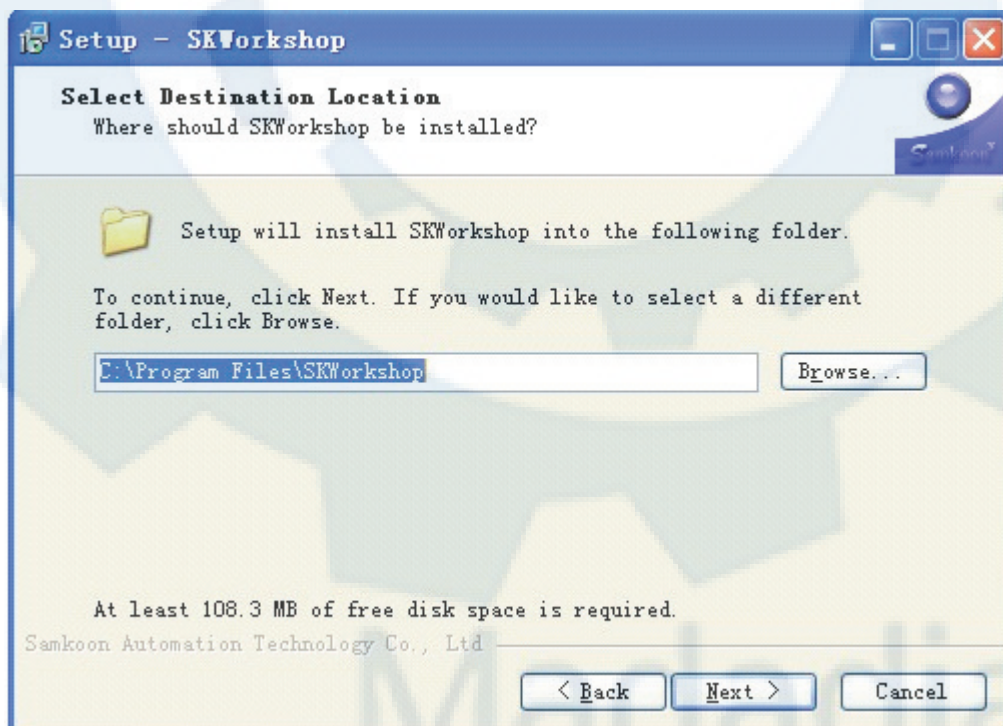 Setup - SKWorkshop
Select Destination Location
Where should SKWorkshop be installed?
Samkoon
Setup will install SKWorkshop into the following folder.
To continue, click Next. If you would like to select a different
folder, click Browse.
C:\Program Files\SKWorkshop
Browse...
At least 108.3 MB of free disk space is required.
Samkoon Automation Technology Co., Ltd
< Back
Next >
Cancel